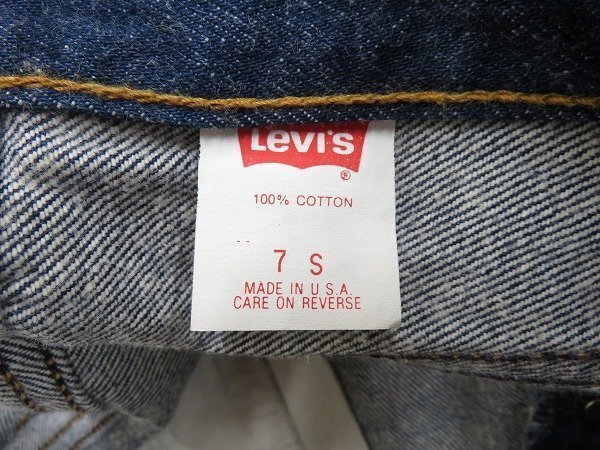 Levi's
®
100% COTTON
7 S
MADE IN U.S.A.
CARE ON REVERSE